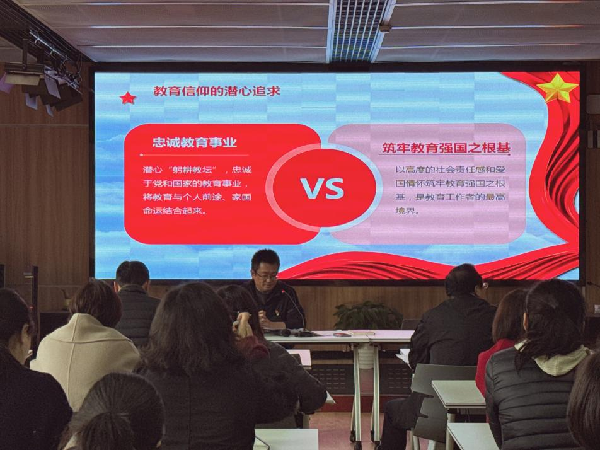 教育信仰的潜心追求
忠诚教育事业
潜心“躬耕教坛”，忠诚
于党和国家的教育事业，
将教育与个人前途、家国
命运结合起来。
VS
筑牢教育强国之根基
以高度的社会责任感和爱
国情怀筑牢教育强国之根
基，是教育工作者的最高
境界。